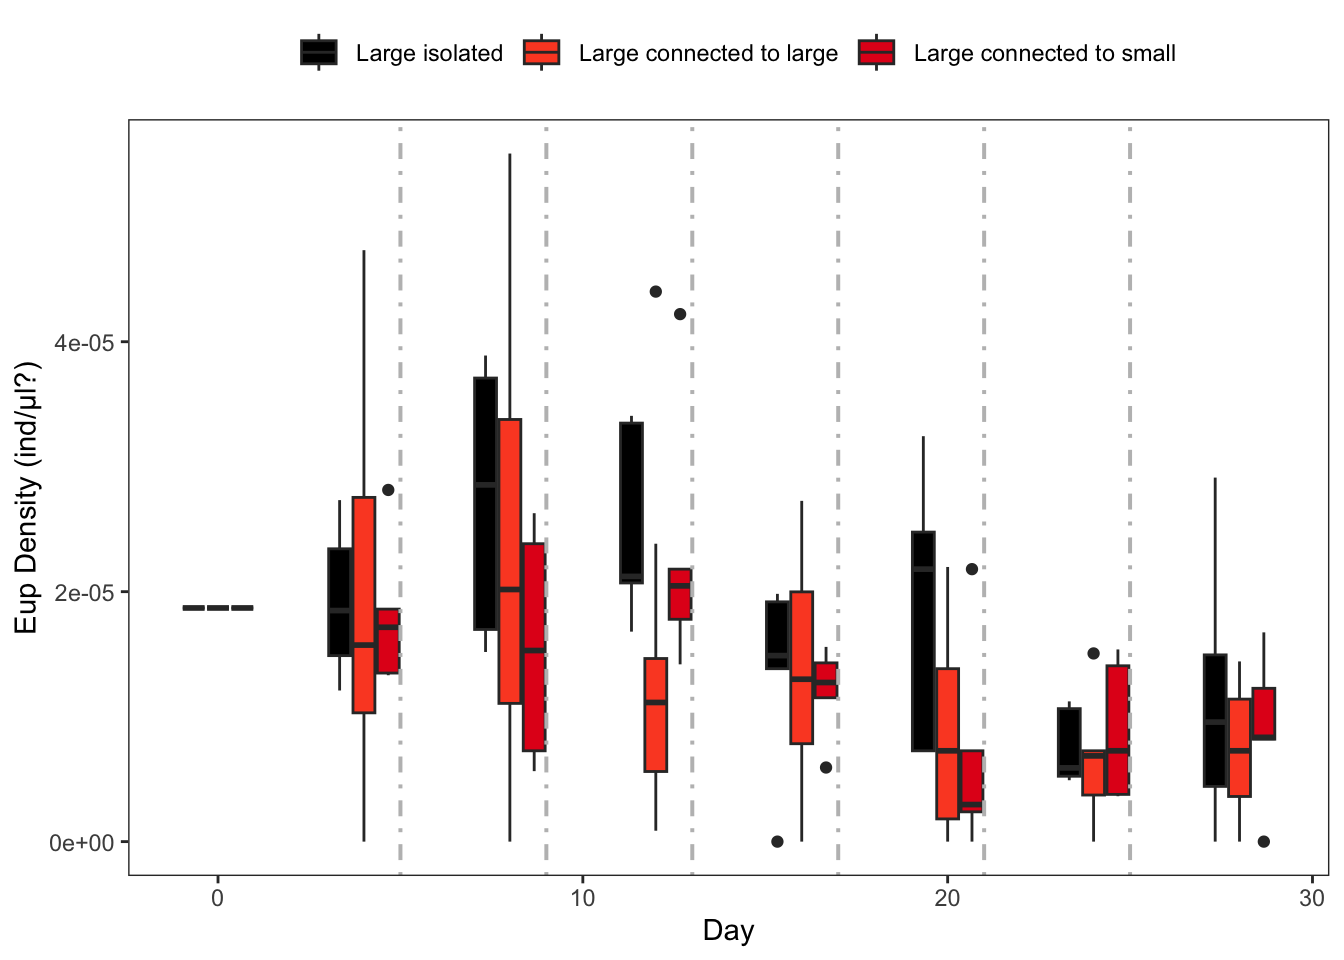 Large isolated Large connected to large Large connected to small
Eup Density (ind/µl?)
4e-05
2e-05
0e+00
0 10 20 30
Day